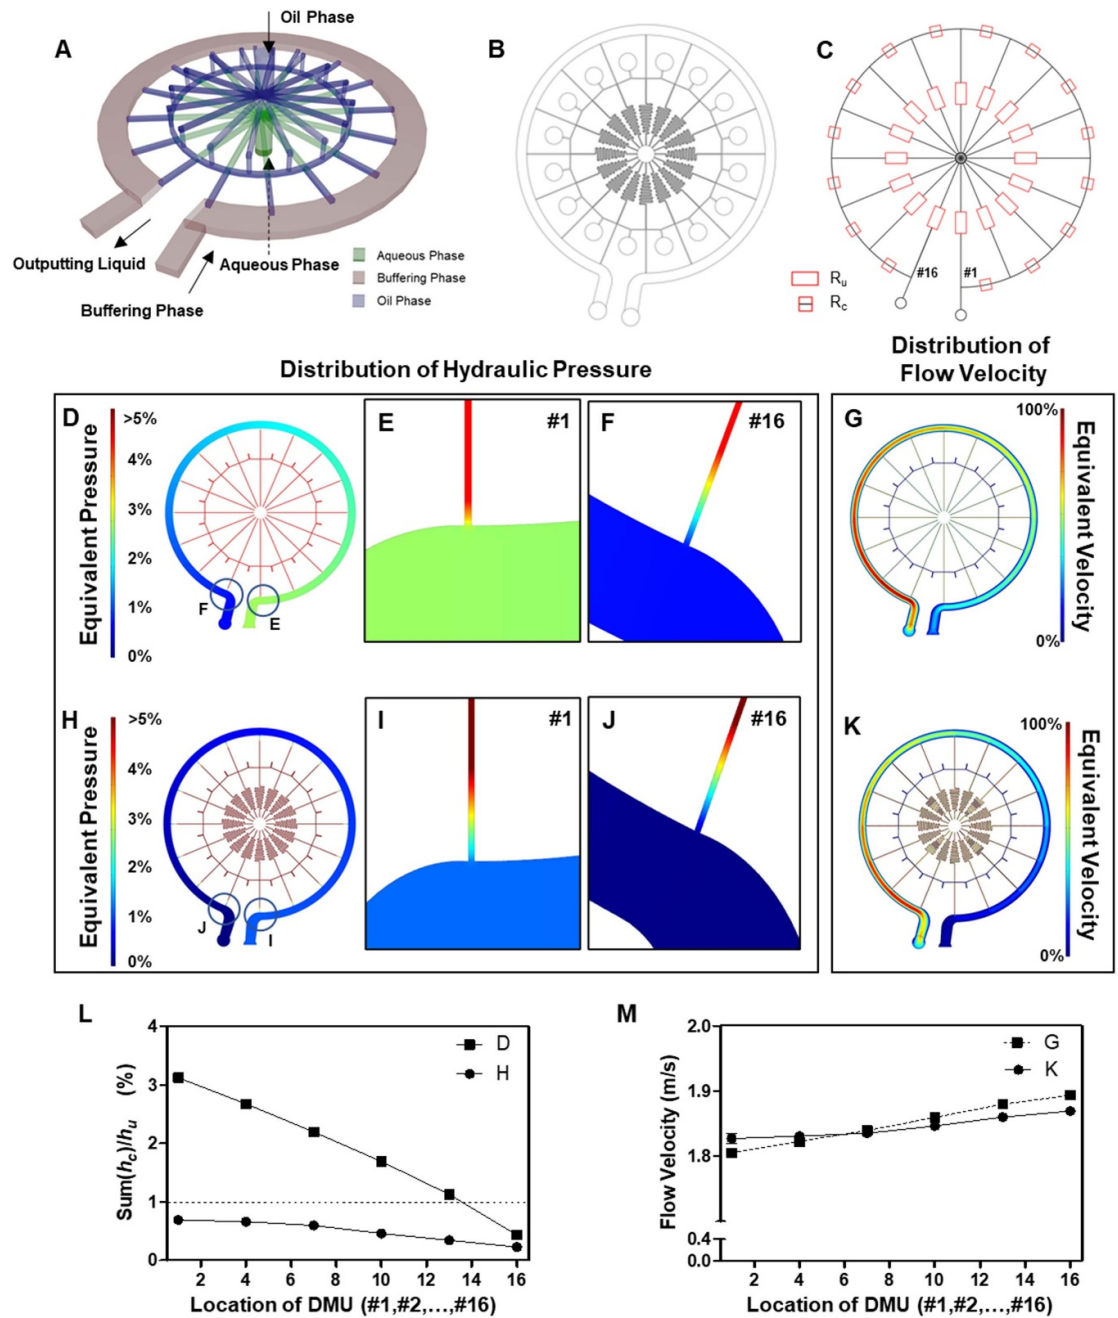 A
Oil Phase
Outputting Liquid
Aqueous Phase
Buffering Phase
Aqueous Phase
Buffering Phase
Oil Phase
B
C
#16
#1
Ru
Rc
Distribution of Hydraulic Pressure
Distribution of
Flow Velocity
D
Equivalent Pressure
>5%
4%
3%
2%
1%
0%
F
E
E
#1
F
#16
G
100%
0%
Equivalent Velocity
H
Equivalent Pressure
>5%
4%
3%
2%
1%
0%
J
I
I
#1
J
#16
K
100%
0%
Equivalent Velocity
L
Sum(hc)/hu (%)
4
3
2
1
0
D
H
2 4 6 8 10 12 14 16
Location of DMU (#1,#2,…,#16)
M
Flow Velocity (m/s)
2.0
1.9
1.8
0.4
0.0
G
K
2 4 6 8 10 12 14 16
Location of DMU (#1,#2,…,#16)